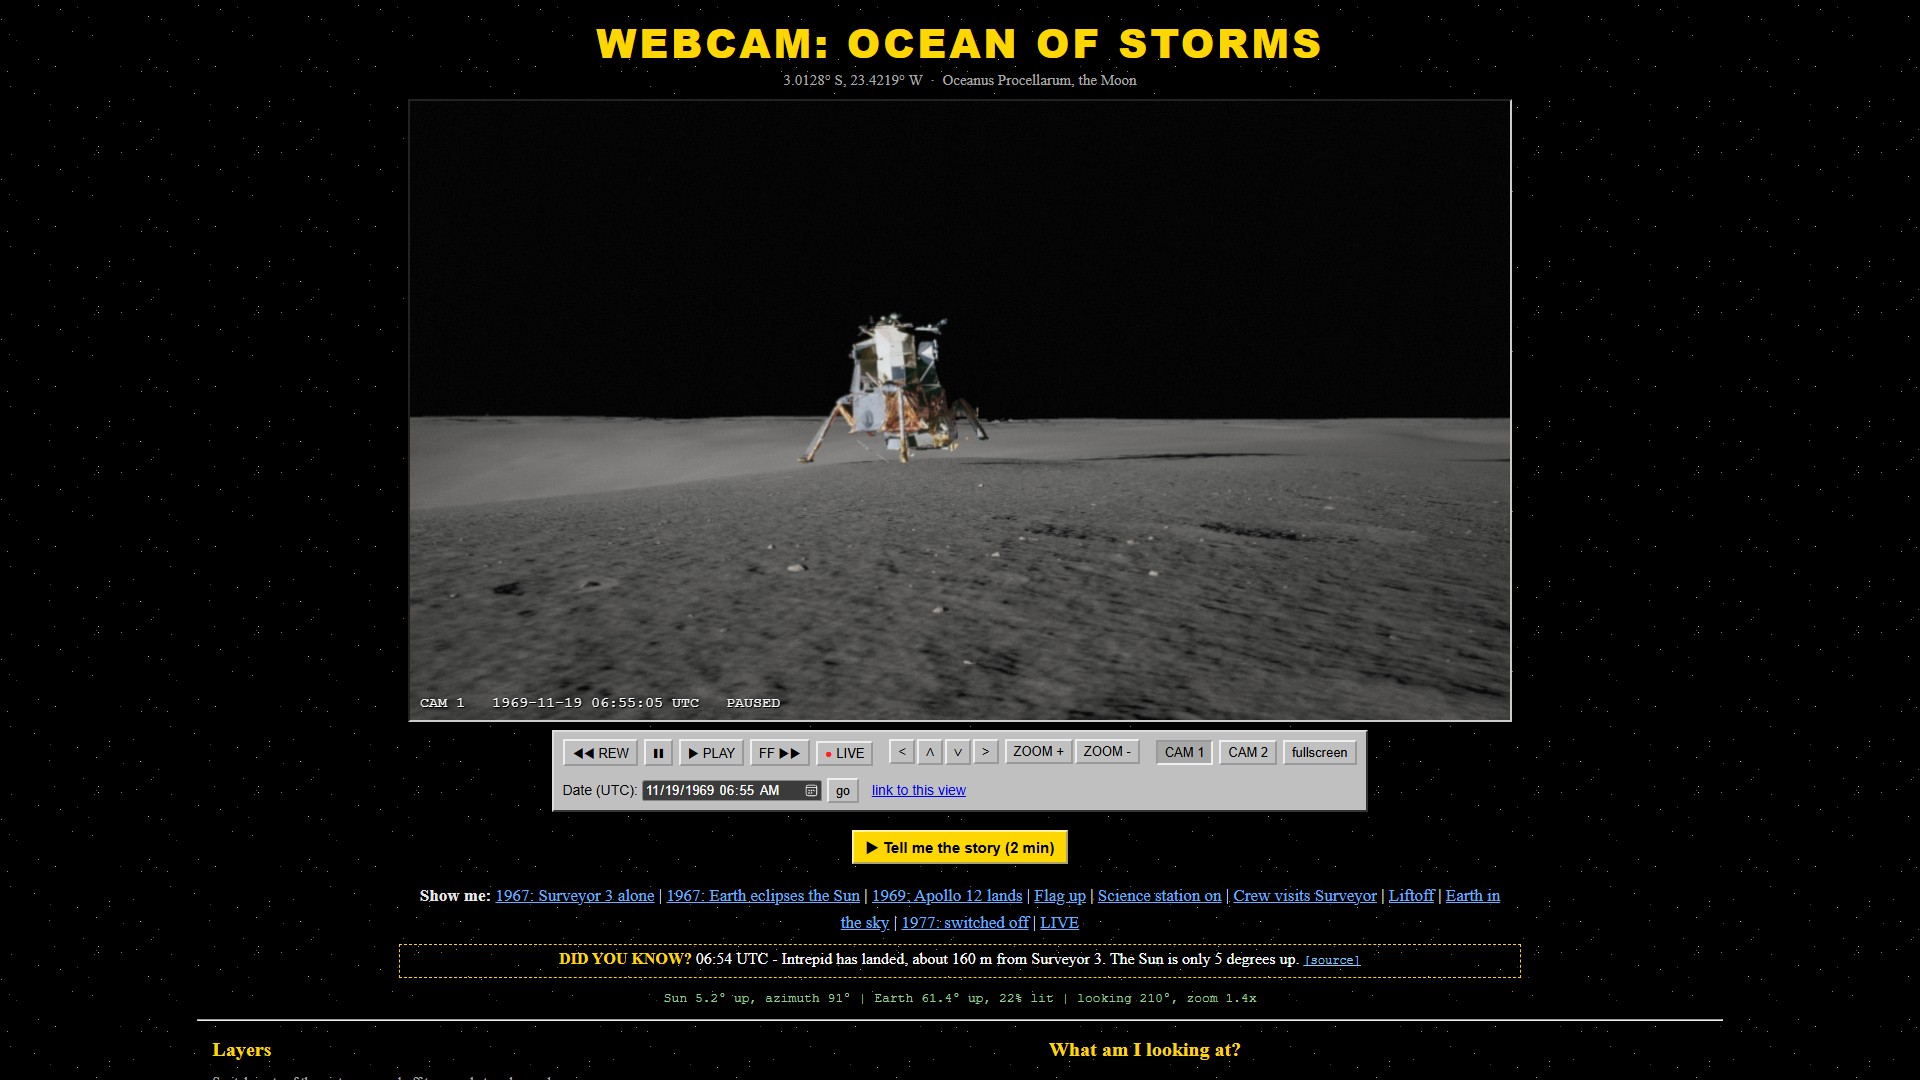 WEBCAM: OCEAN OF STORMS
3.0128° S, 23.4219° W · Oceanus Procellarum, the Moon
CAM 1 1969-11-19 06:55:05 UTC PAUSED
◀◀ REW ▮▮ ▶ PLAY FF ▶▶ ● LIVE < ^ v > ZOOM + ZOOM - CAM 1 CAM 2 fullscreen
Date (UTC): 11/19/1969 06:55 AM go link to this view
▶ Tell me the story (2 min)
Show me: 1967: Surveyor 3 alone | 1967: Earth eclipses the Sun | 1969: Apollo 12 lands | Flag up | Science station on | Crew visits Surveyor | Liftoff | Earth in
the sky | 1977: switched off | LIVE
DID YOU KNOW? 06:54 UTC - Intrepid has landed, about 160 m from Surveyor 3. The Sun is only 5 degrees up. [source]
Sun 5.2° up, azimuth 91° | Earth 61.4° up, 22% lit | looking 210°, zoom 1.4x
Layers
What am I looking at?